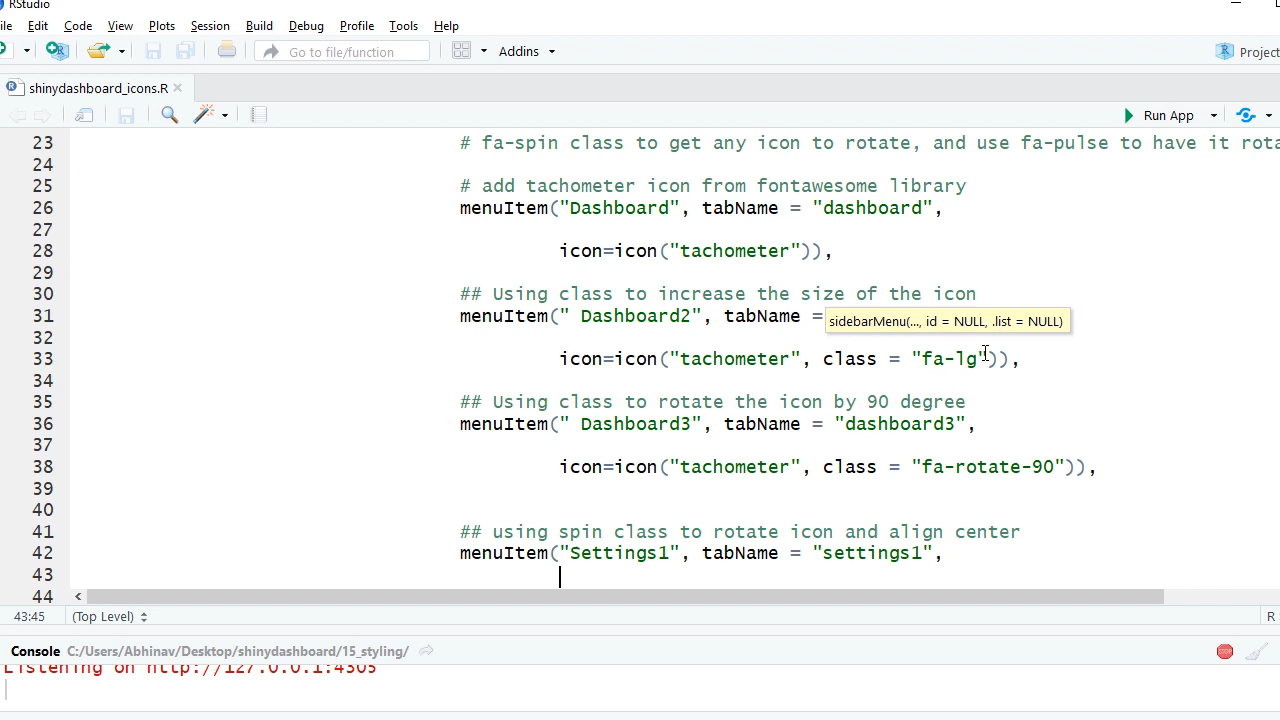 RStudio
Edit Code View Plots Session Build Debug Profile Tools Help
Go to file/function Addins Project
shinydashboard_icons.R
Run App
23 # fa-spin class to get any icon to rotate, and use fa-pulse to have it rota
24
25 # add tachometer icon from fontawesome library
26 menuItem("Dashboard", tabName = "dashboard",
27
28 icon=icon("tachometer")),
29
30 ## Using class to increase the size of the icon
31 menuItem(" Dashboard2", tabName =
sidebarMenu(..., id = NULL, .list = NULL)
32
33 icon=icon("tachometer", class = "fa-lg")),
34
35 ## Using class to rotate the icon by 90 degree
36 menuItem(" Dashboard3", tabName = "dashboard3",
37
38 icon=icon("tachometer", class = "fa-rotate-90")),
39
40
41 ## using spin class to rotate icon and align center
42 menuItem("Settings1", tabName = "settings1",
43
44
43:45 (Top Level) R
Console C:/Users/Abhinav/Desktop/shinydashboard/15_styling/ STOP
Listening on http://127.0.0.1:4505